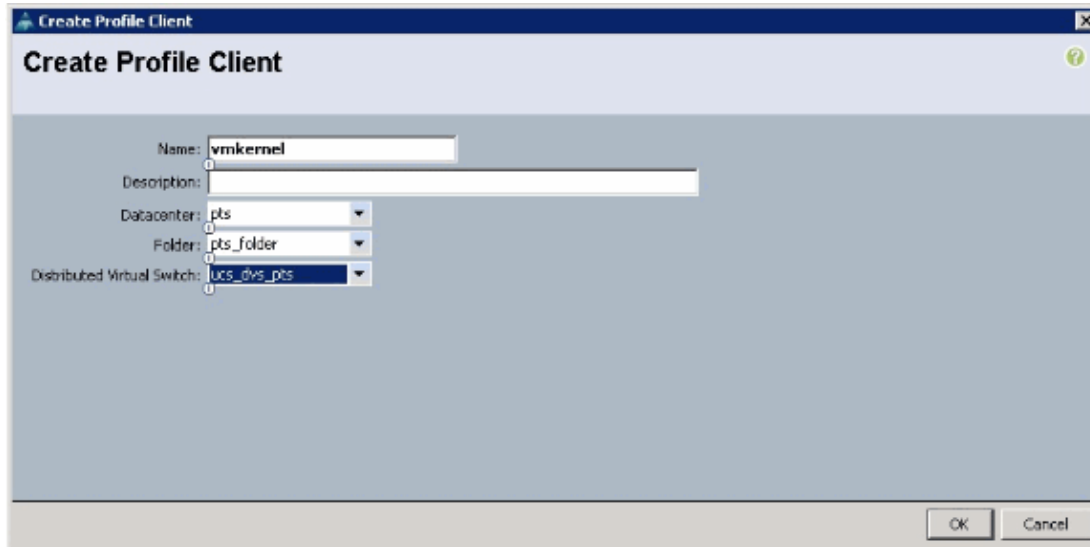 Create Profile Client
Create Profile Client
Name: vmkernel
Description:
Datacenter: pts
Folder: pts_folder
Distributed Virtual Switch: ucs_dvs_pts
OK Cancel